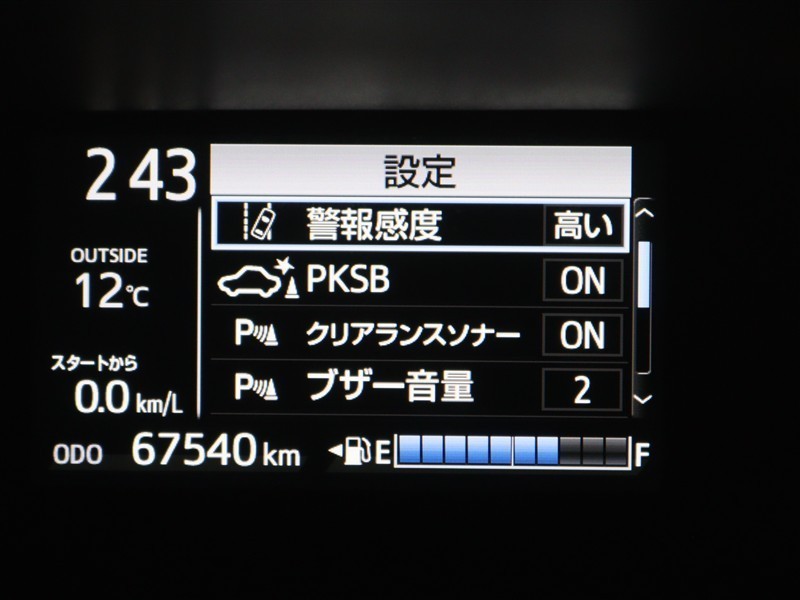 2 43
設定
警報感度 高い
OUTSIDE
12℃
PKSB ON
P クリアランスソナー ON
スタートから
0.0 km/L
P ブザー音量 2
ODO 67540 km
E F